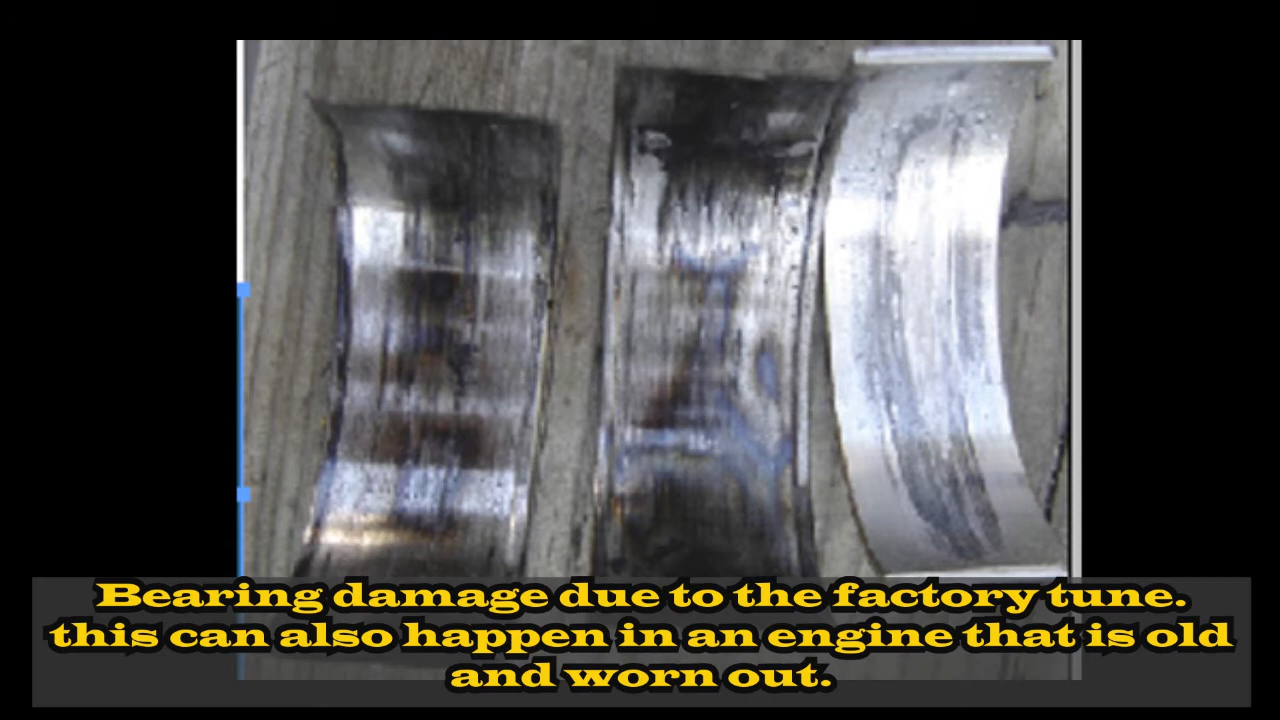 Bearing damage due to the factory tune.
this can also happen in an engine that is old
and worn out.